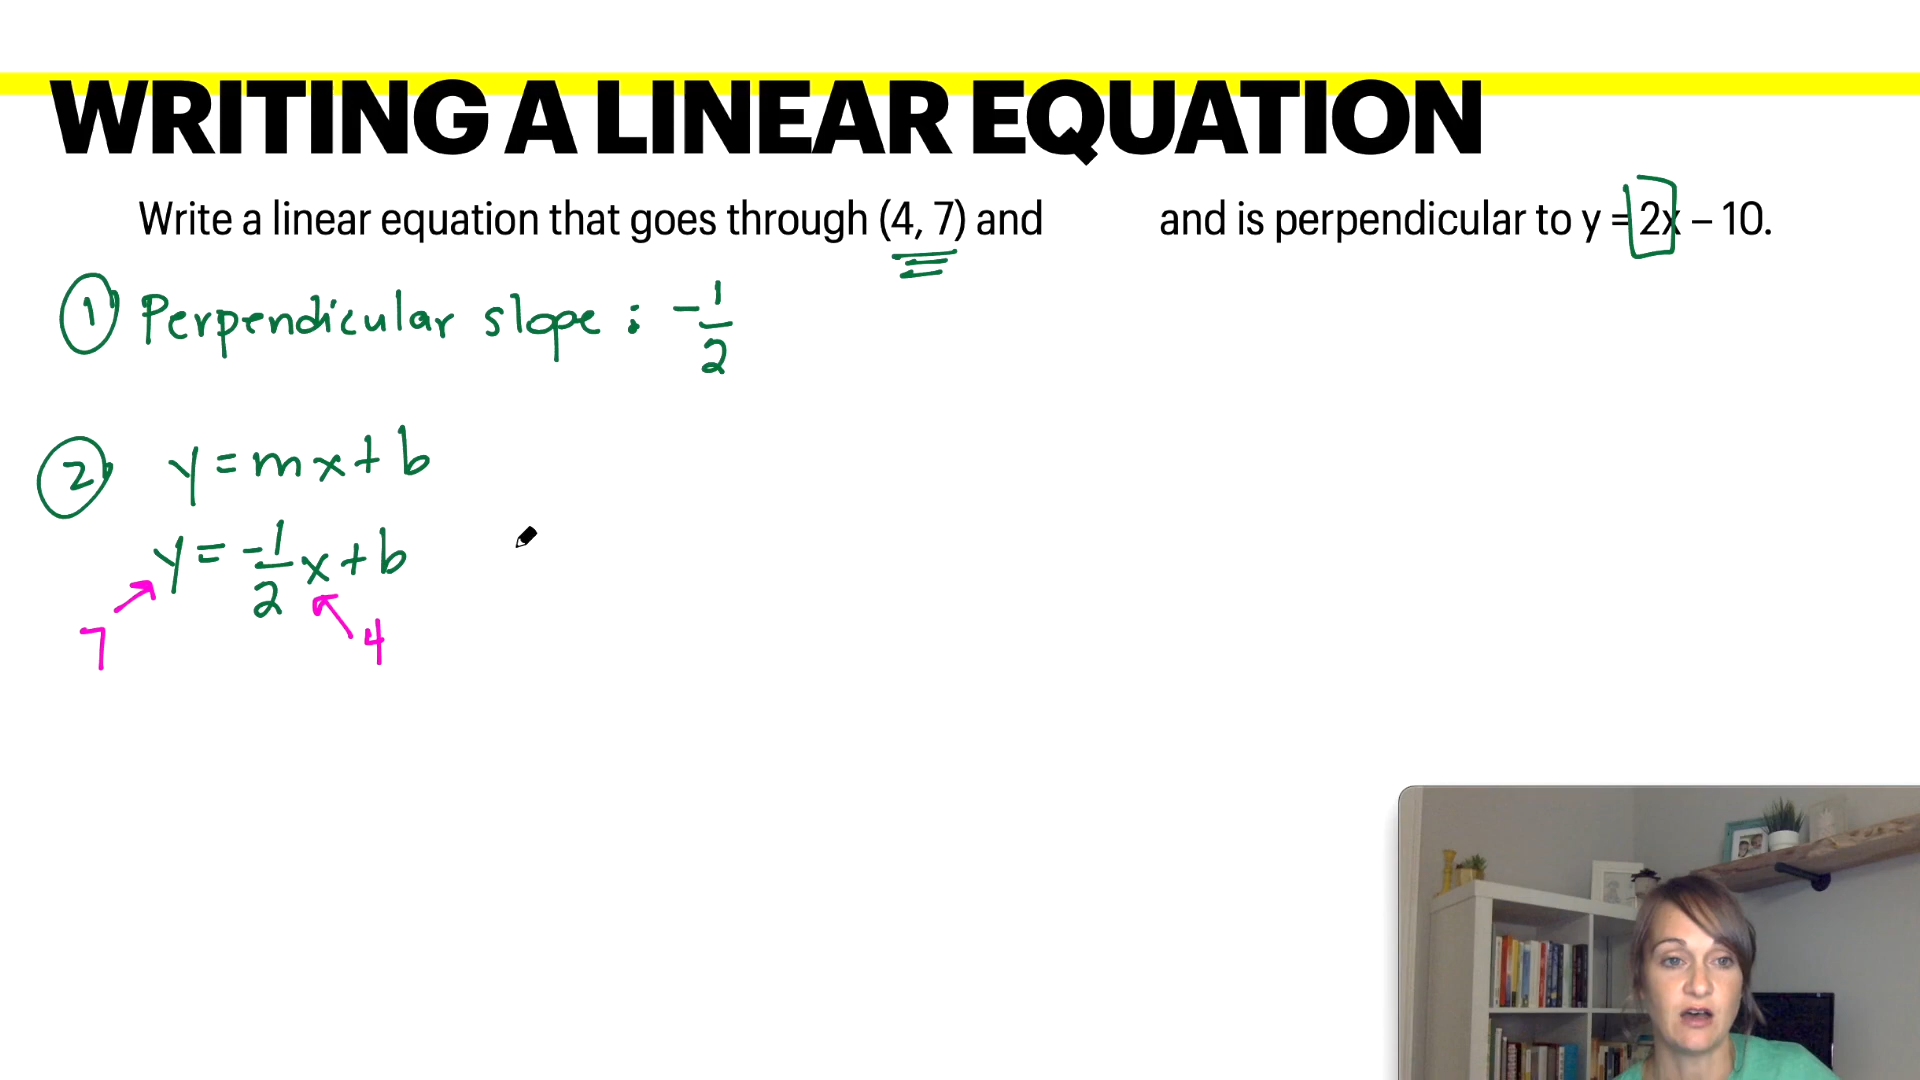 WRITING A LINEAR EQUATION
Write a linear equation that goes through (4, 7) and and is perpendicular to y = 2x – 10.
① Perpendicular slope : -1/2
② y = mx + b
y = -1/2 x + b
7 4